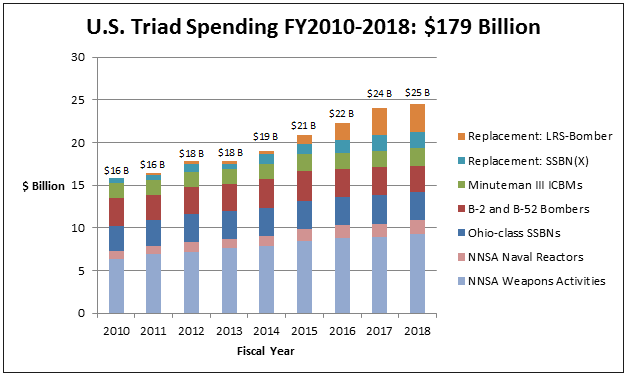 U.S. Triad Spending FY2010-2018: $179 Billion
30
25
20
15
10
5
0
$ Billion
$16 B
$16 B
$18 B
$18 B
$19 B
$21 B
$22 B
$24 B
$25 B
2010 2011 2012 2013 2014 2015 2016 2017 2018
Fiscal Year
Replacement: LRS-Bomber
Replacement: SSBN(X)
Minuteman III ICBMs
B-2 and B-52 Bombers
Ohio-class SSBNs
NNSA Naval Reactors
NNSA Weapons Activities